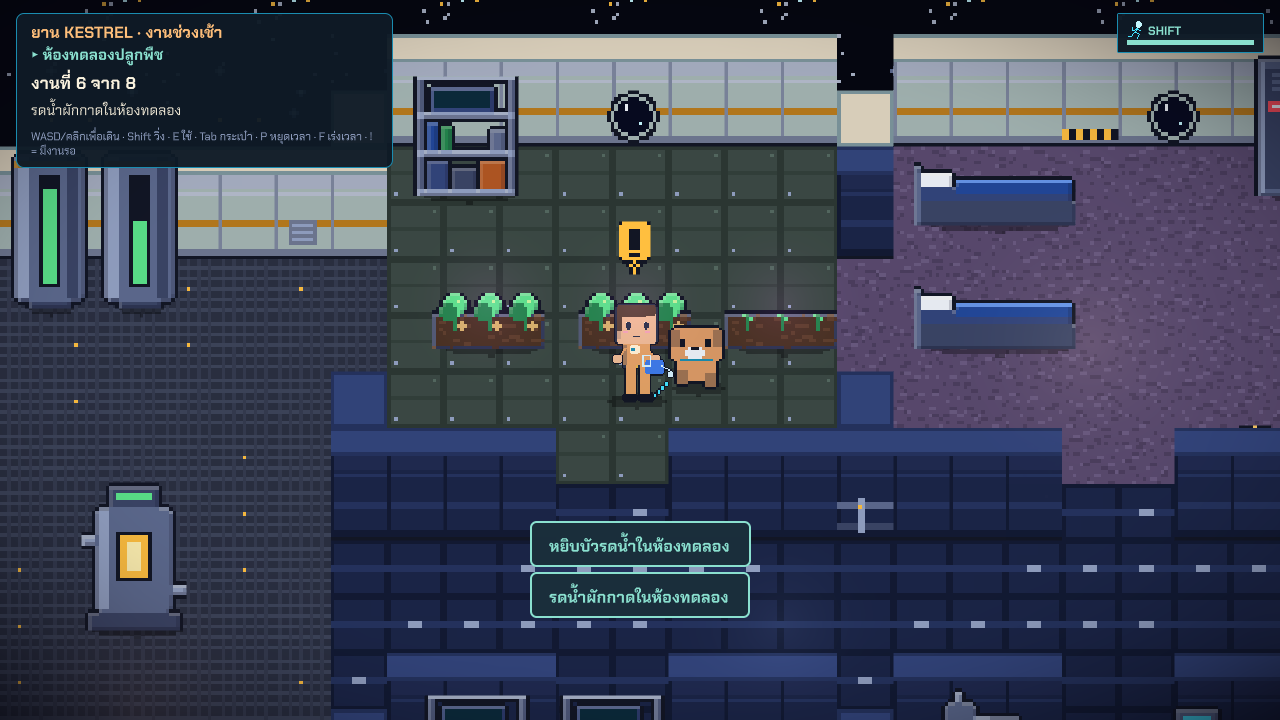 ยาน KESTREL · งานช่วงเช้า
▸ ห้องทดลองปลูกพืช
งานที่ 6 จาก 8
รดน้ำผักกาดในห้องทดลอง
WASD/คลิกเพื่อเดิน · Shift วิ่ง · E ใช้ · Tab กระเป๋า · P หยุดเวลา · F เร่งเวลา · !
= มีงานรอ
SHIFT
หยิบบัวรดน้ำในห้องทดลอง
รดน้ำผักกาดในห้องทดลอง